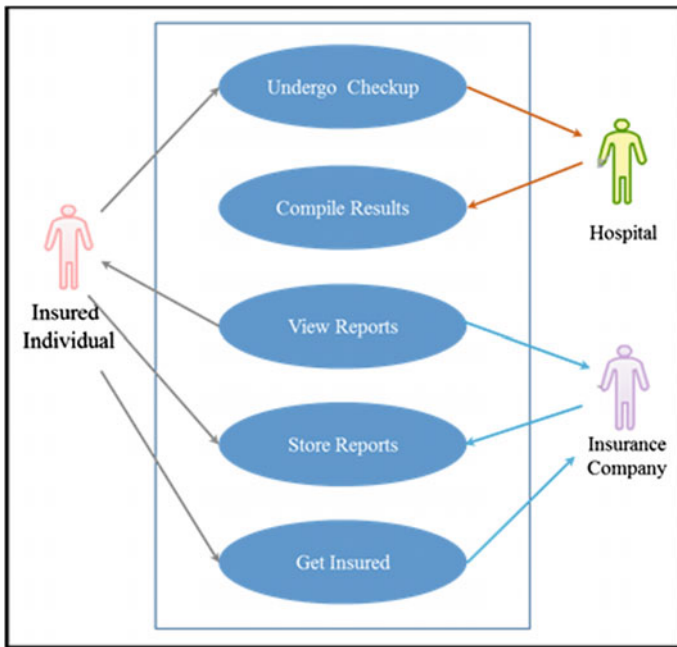 Undergo Checkup
Compile Results
Hospital
Insured
Individual
View Reports
Store Reports
Insurance
Company
Get Insured